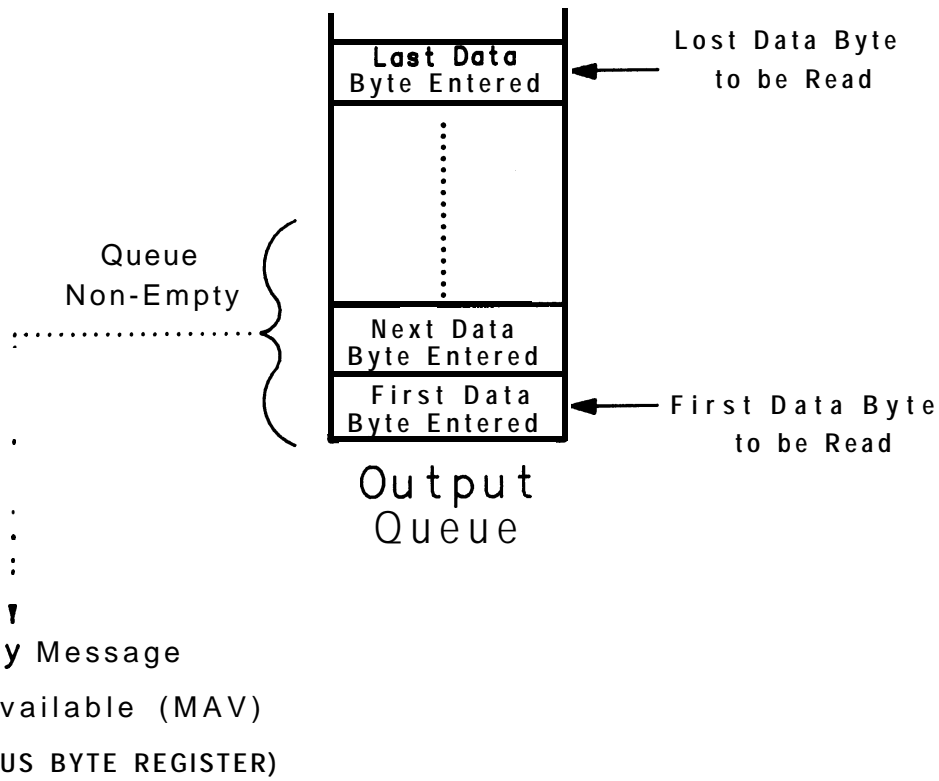 Last Data
Byte Entered
Lost Data Byte
to be Read
Queue
Non-Empty
Next Data
Byte Entered
First Data
Byte Entered
First Data Byte
to be Read
Output
Queue
y Message
vailable (MAV)
US BYTE REGISTER)